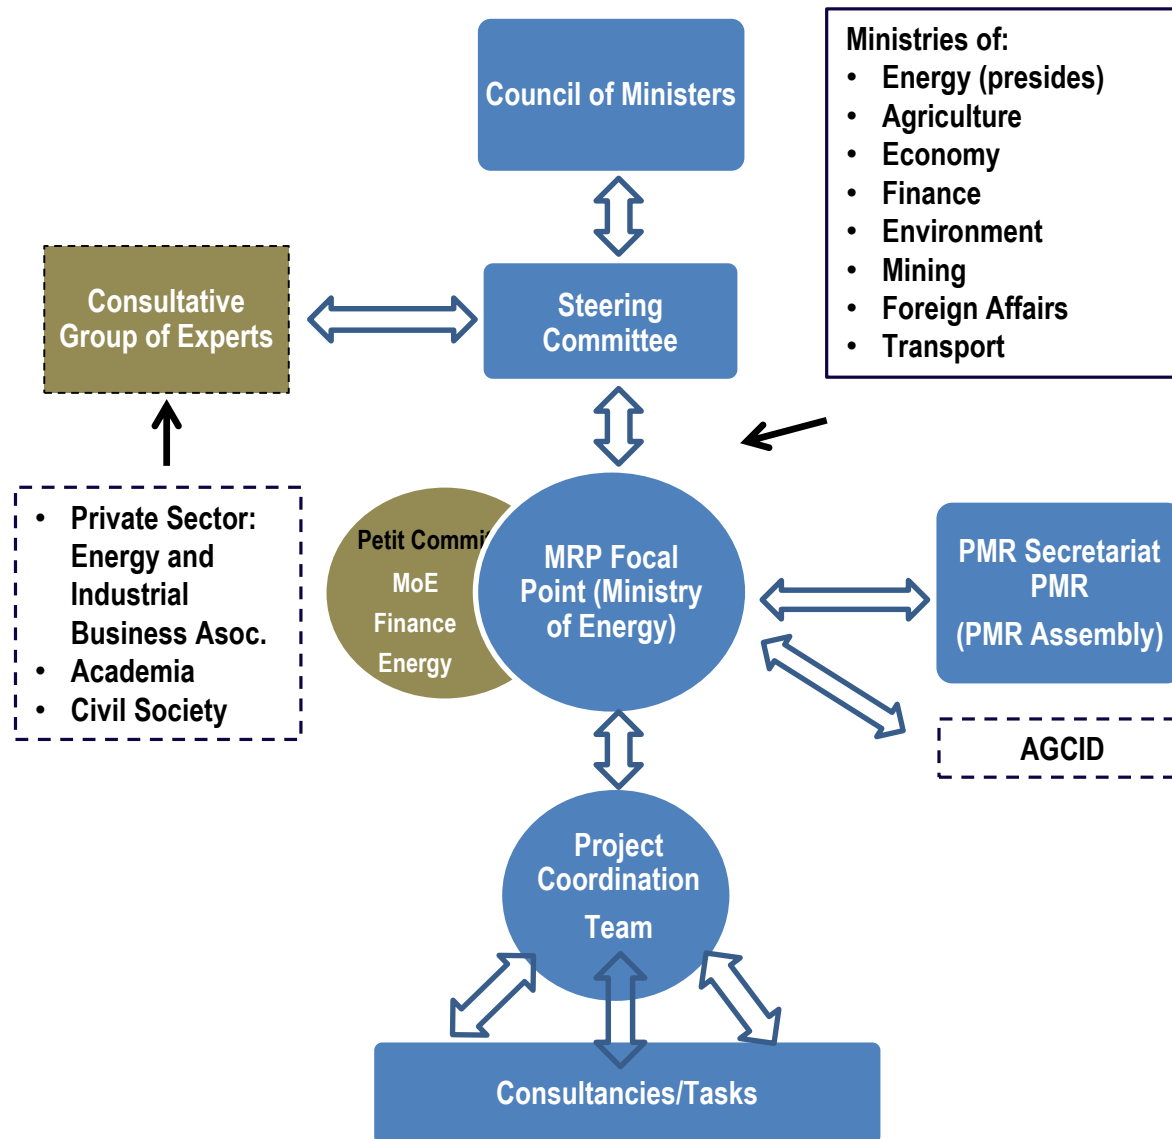 Council of Ministers
Ministries of:
• Energy (presides)
• Agriculture
• Economy
• Finance
• Environment
• Mining
• Foreign Affairs
• Transport
Consultative
Group of Experts
Steering
Committee
• Private Sector:
Energy and
Industrial
Business Asoc.
• Academia
• Civil Society
Petit Commit
MoE
Finance
Energy
MRP Focal
Point (Ministry
of Energy)
PMR Secretariat
PMR
(PMR Assembly)
AGCID
Project
Coordination
Team
Consultancies/Tasks